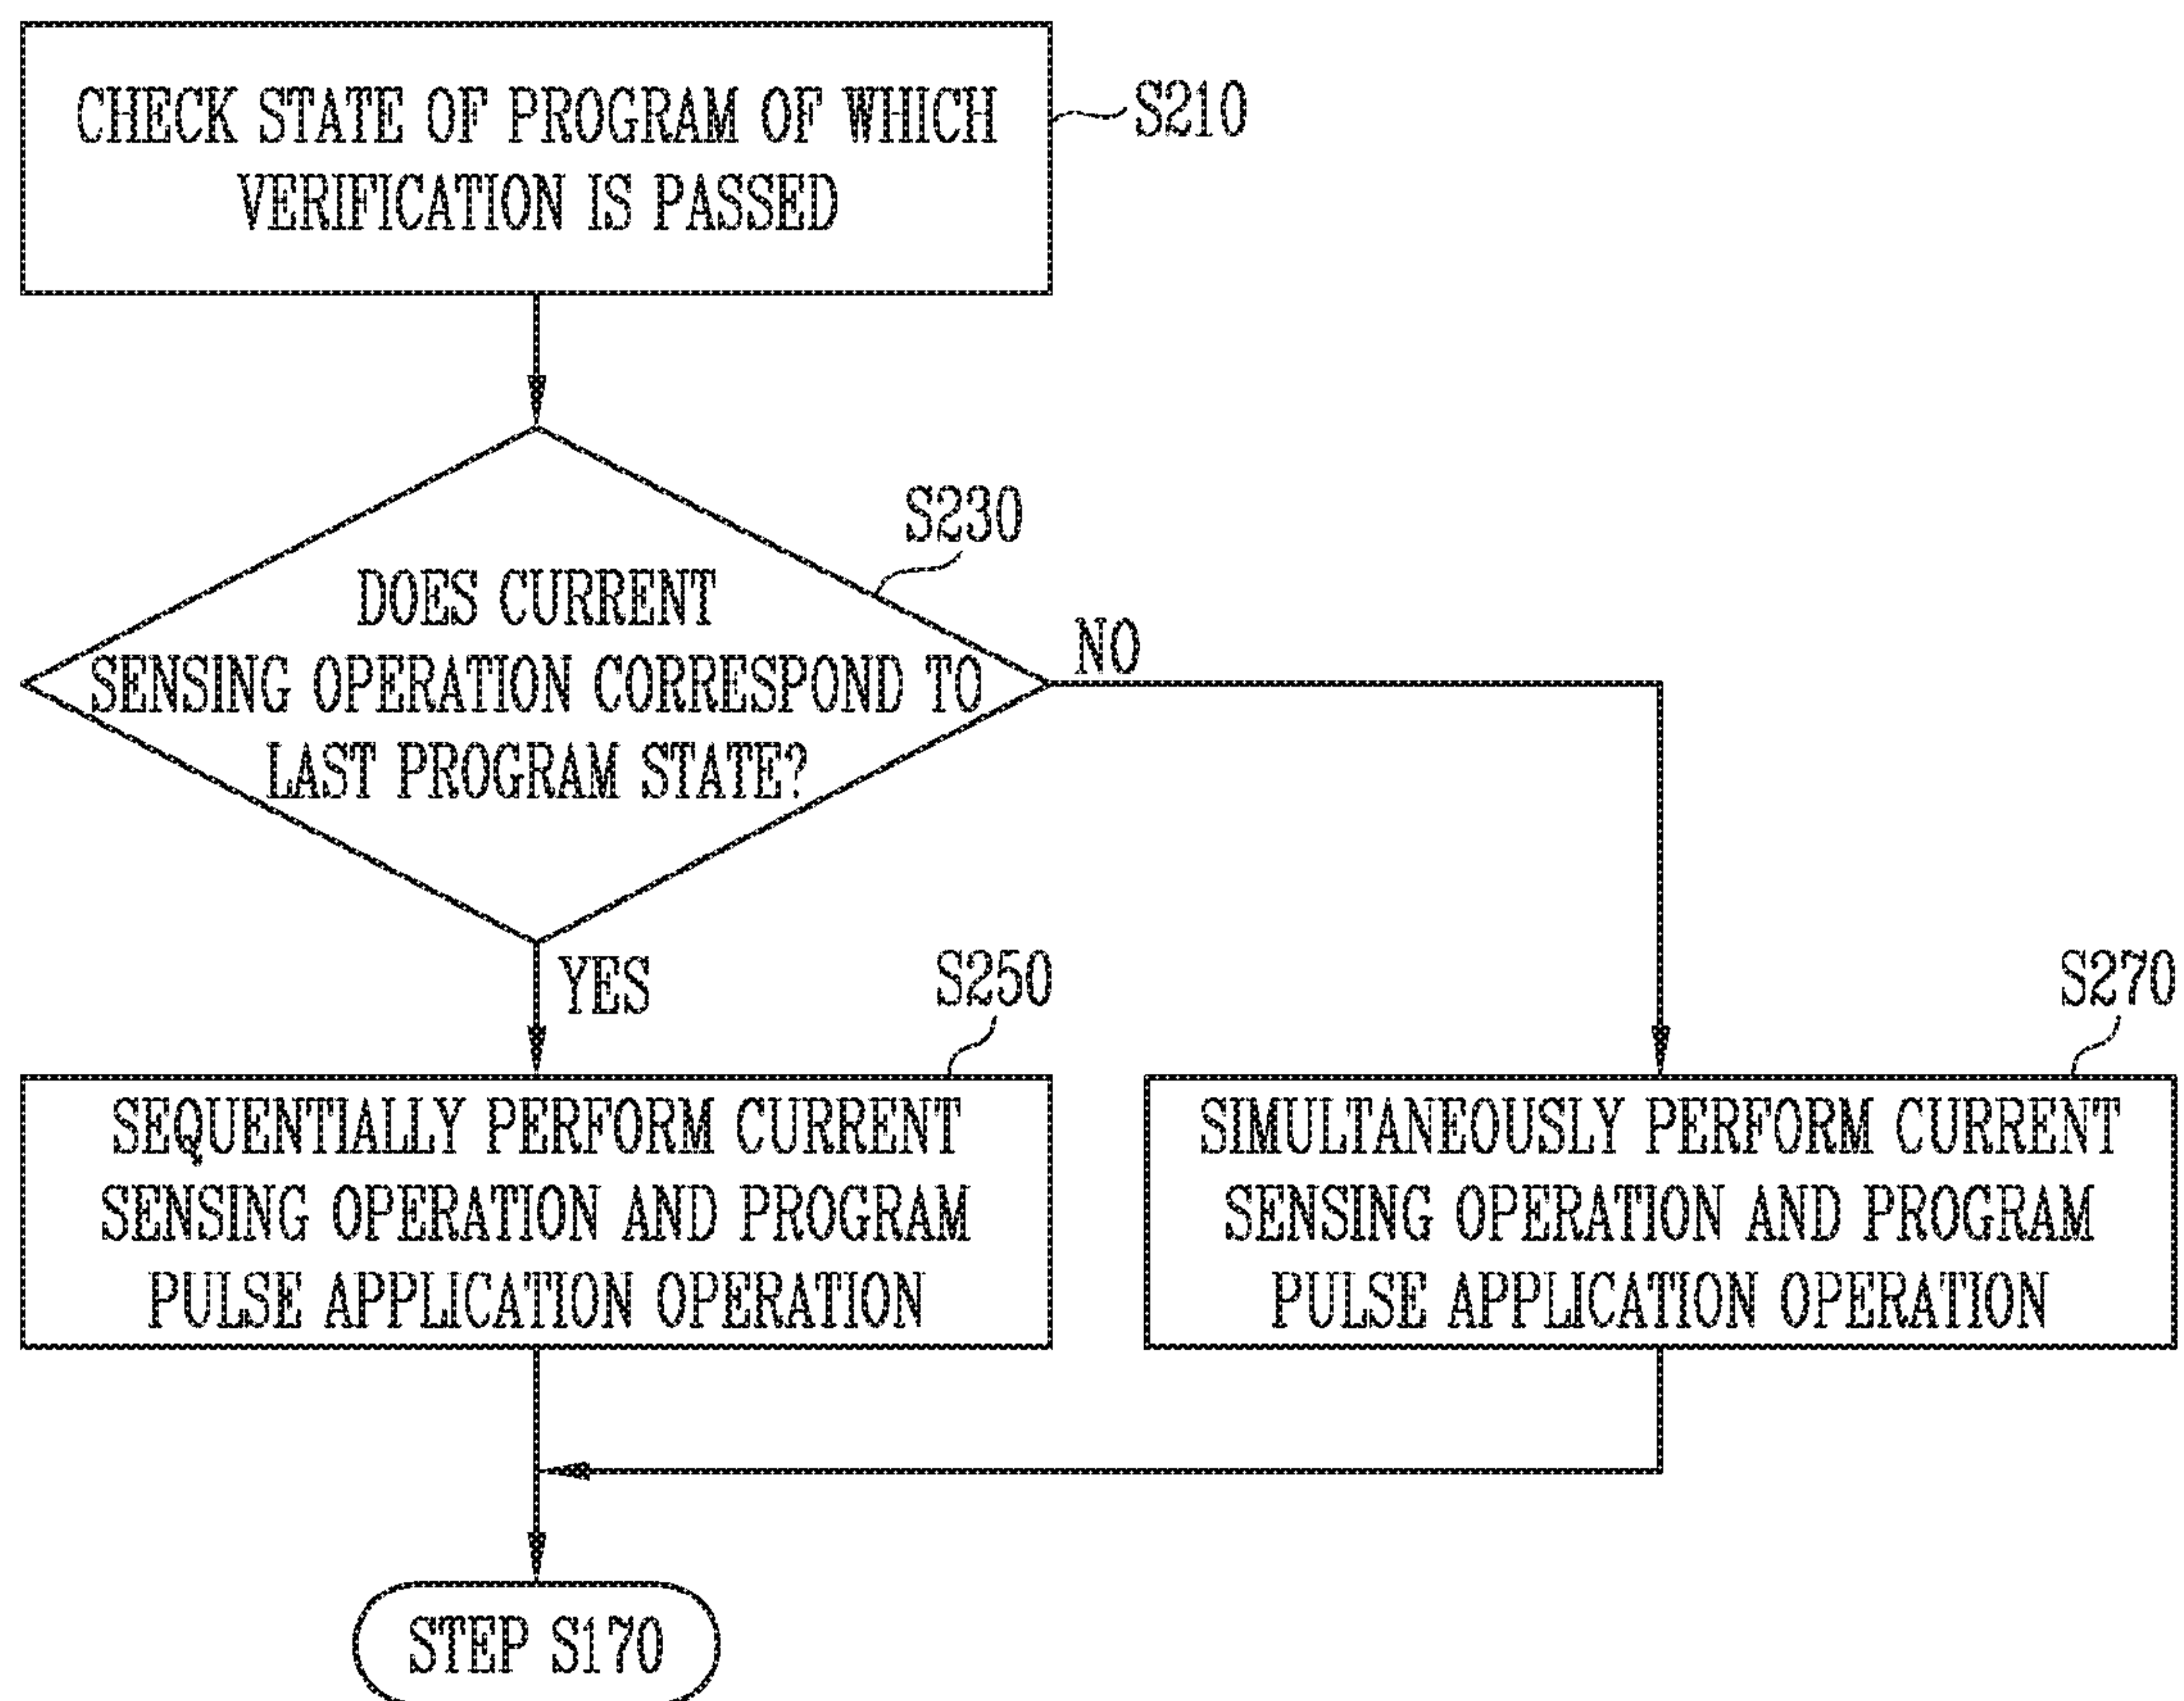 CHECK STATE OF PROGRAM OF WHICH
VERIFICATION IS PASSED
S210
S230
DOES CURRENT
SENSING OPERATION CORRESPOND TO
LAST PROGRAM STATE?
NO
YES
S250
S270
SEQUENTIALLY PERFORM CURRENT
SENSING OPERATION AND PROGRAM
PULSE APPLICATION OPERATION
SIMULTANEOUSLY PERFORM CURRENT
SENSING OPERATION AND PROGRAM
PULSE APPLICATION OPERATION
STEP S170